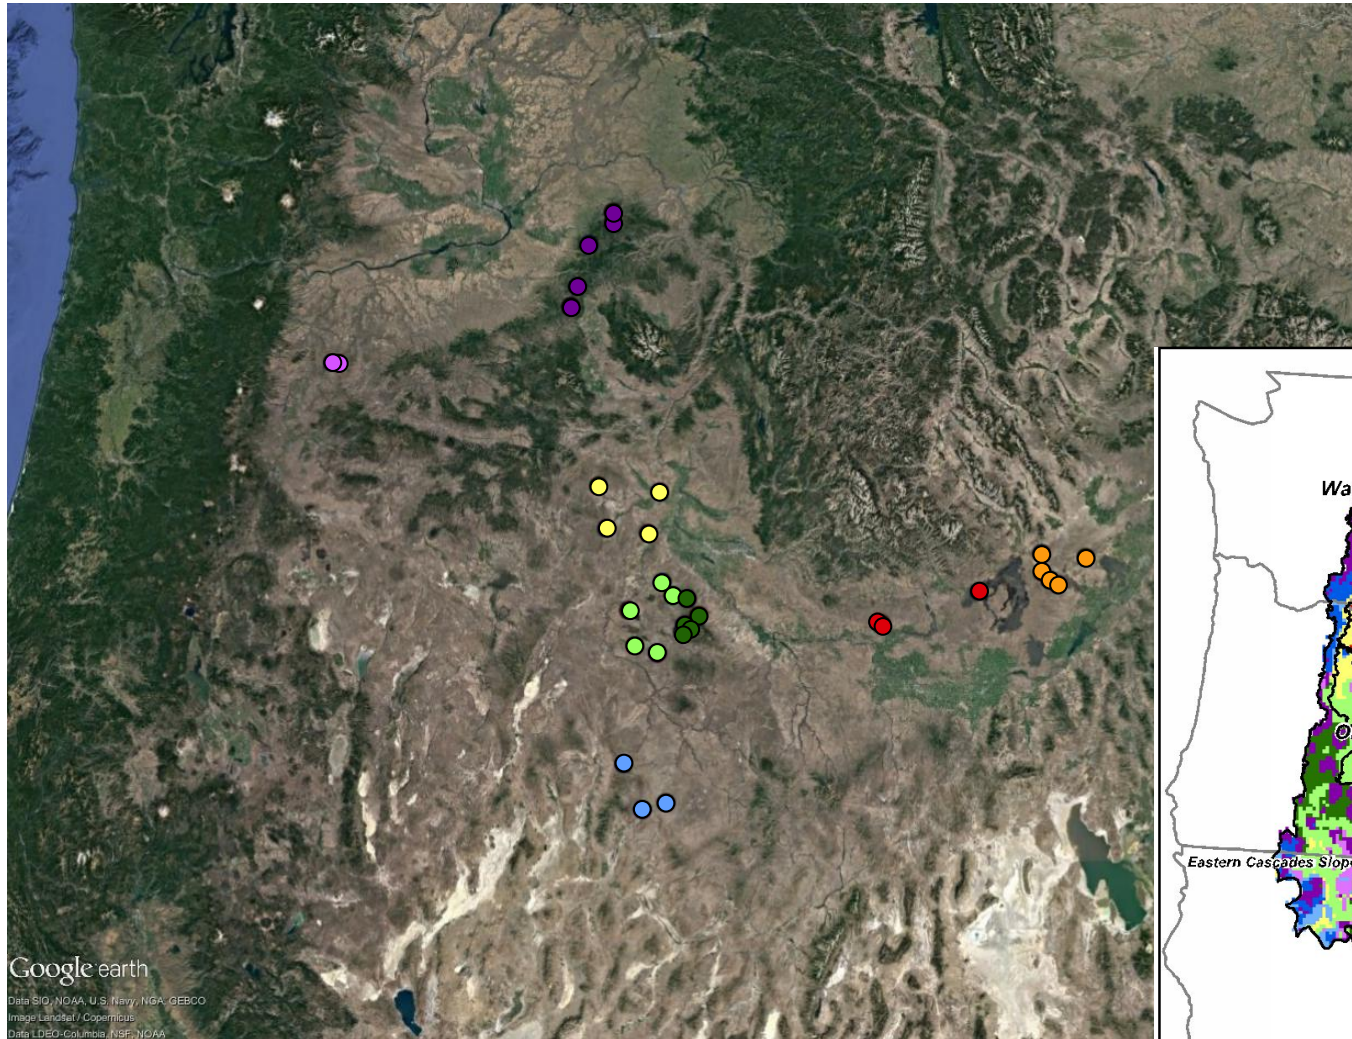 Wa
O
Eastern Cascades Slop
Google earth
Data SIO, NOAA, U.S. Navy, NGA, GEBCO
Image Landsat / Copernicus
Data LDEO-Columbia, NSF, NOAA